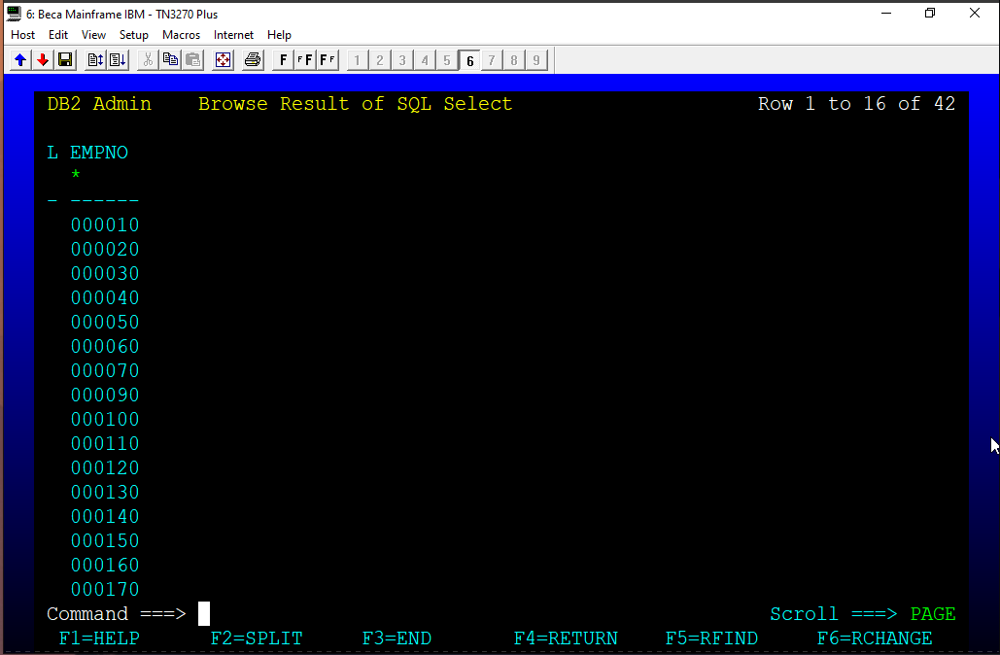 6: Beca Mainframe IBM - TN3270 Plus
Host Edit View Setup Macros Internet Help
F FF FF 1 2 3 4 5 6 7 8 9
DB2 Admin Browse Result of SQL Select Row 1 to 16 of 42
L EMPNO
*
- ------
000010
000020
000030
000040
000050
000060
000070
000090
000100
000110
000120
000130
000140
000150
000160
000170
Command ===> Scroll ===> PAGE
F1=HELP F2=SPLIT F3=END F4=RETURN F5=RFIND F6=RCHANGE